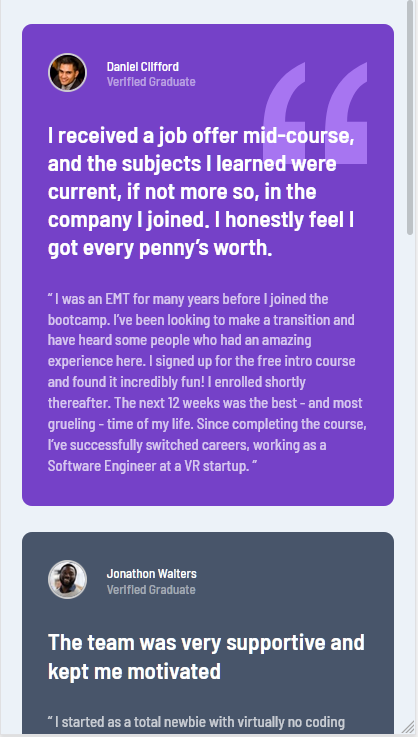 Daniel Clifford
Verified Graduate
I received a job offer mid-course,
and the subjects I learned were
current, if not more so, in the
company I joined. I honestly feel I
got every penny’s worth.
“ I was an EMT for many years before I joined the
bootcamp. I’ve been looking to make a transition and
have heard some people who had an amazing
experience here. I signed up for the free intro course
and found it incredibly fun! I enrolled shortly
thereafter. The next 12 weeks was the best - and most
grueling - time of my life. Since completing the course,
I’ve successfully switched careers, working as a
Software Engineer at a VR startup. ”
Jonathon Walters
Verified Graduate
The team was very supportive and
kept me motivated
“ I started as a total newbie with virtually no coding